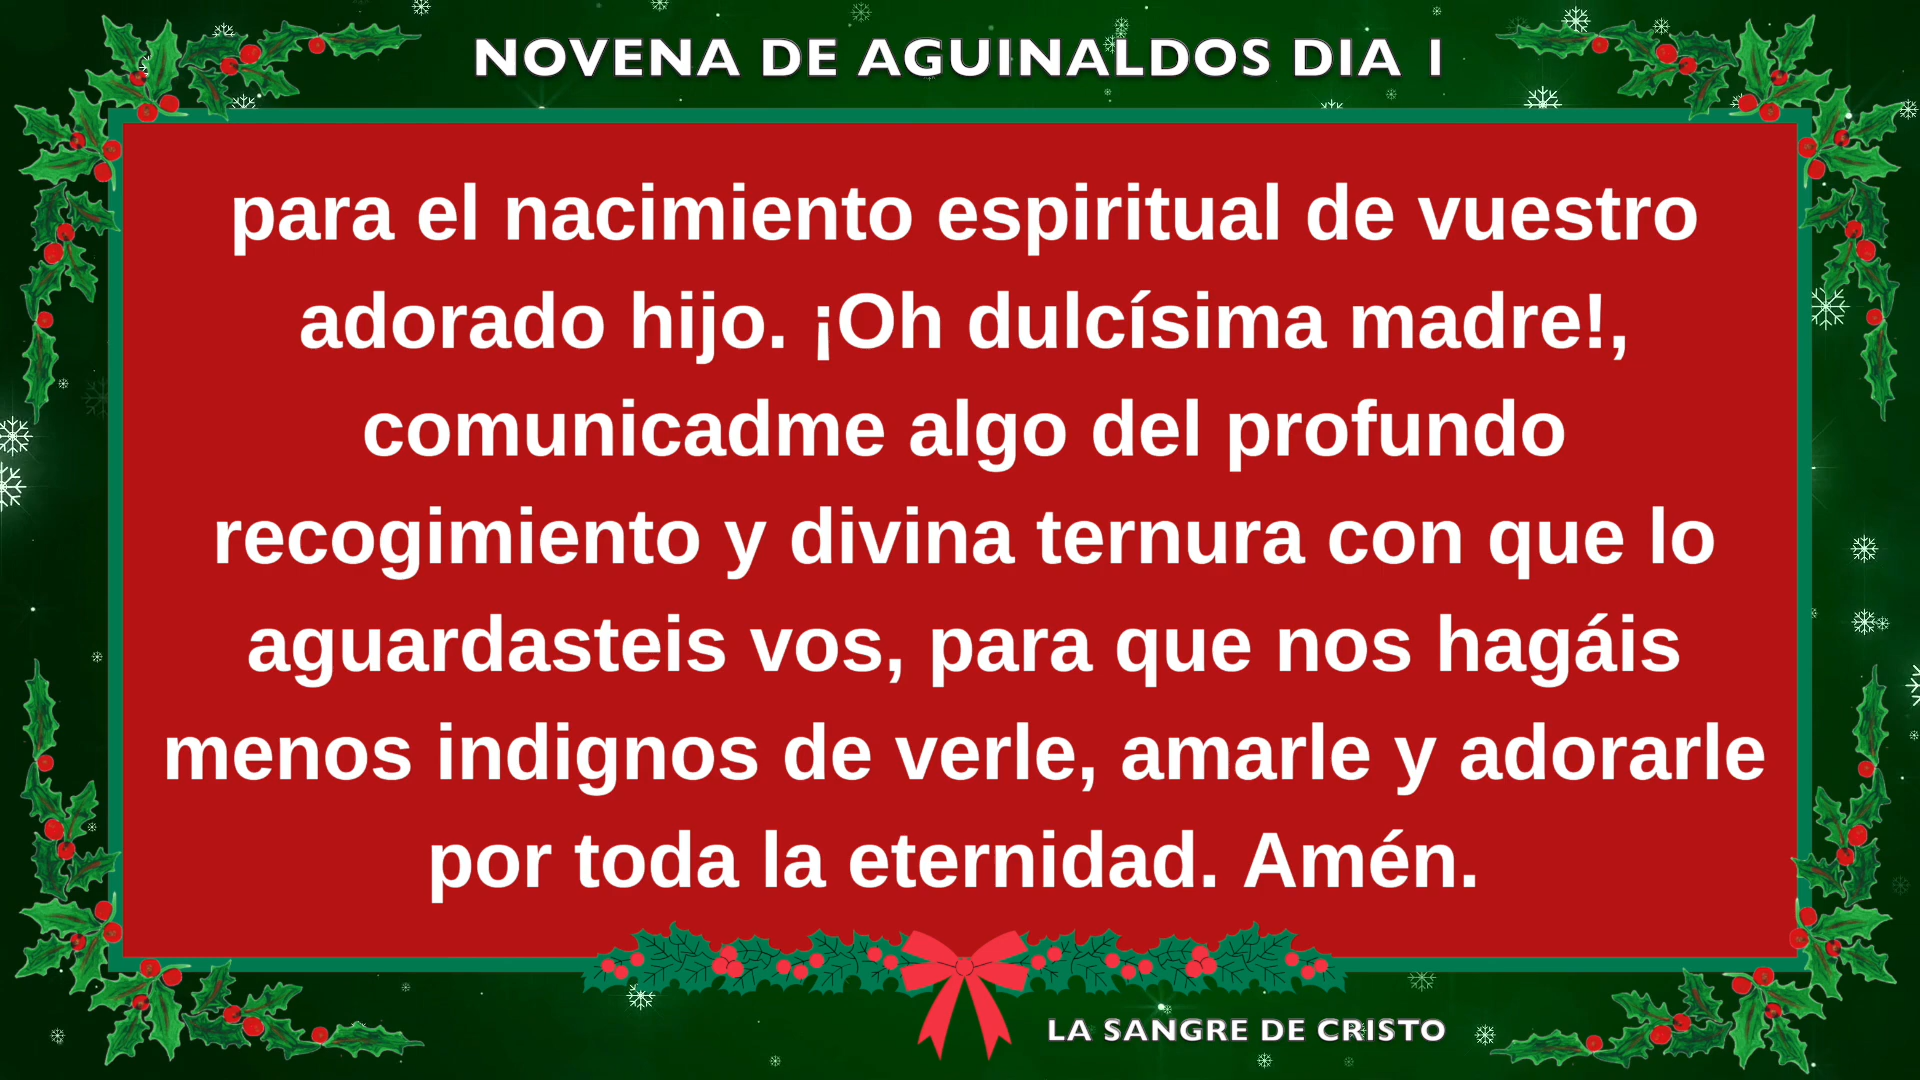 NOVENA DE AGUINALDOS DIA 1
para el nacimiento espiritual de vuestro
adorado hijo. ¡Oh dulcísima madre!,
comunicadme algo del profundo
recogimiento y divina ternura con que lo
aguardasteis vos, para que nos hagáis
menos indignos de verle, amarle y adorarle
por toda la eternidad. Amén.
LA SANGRE DE CRISTO